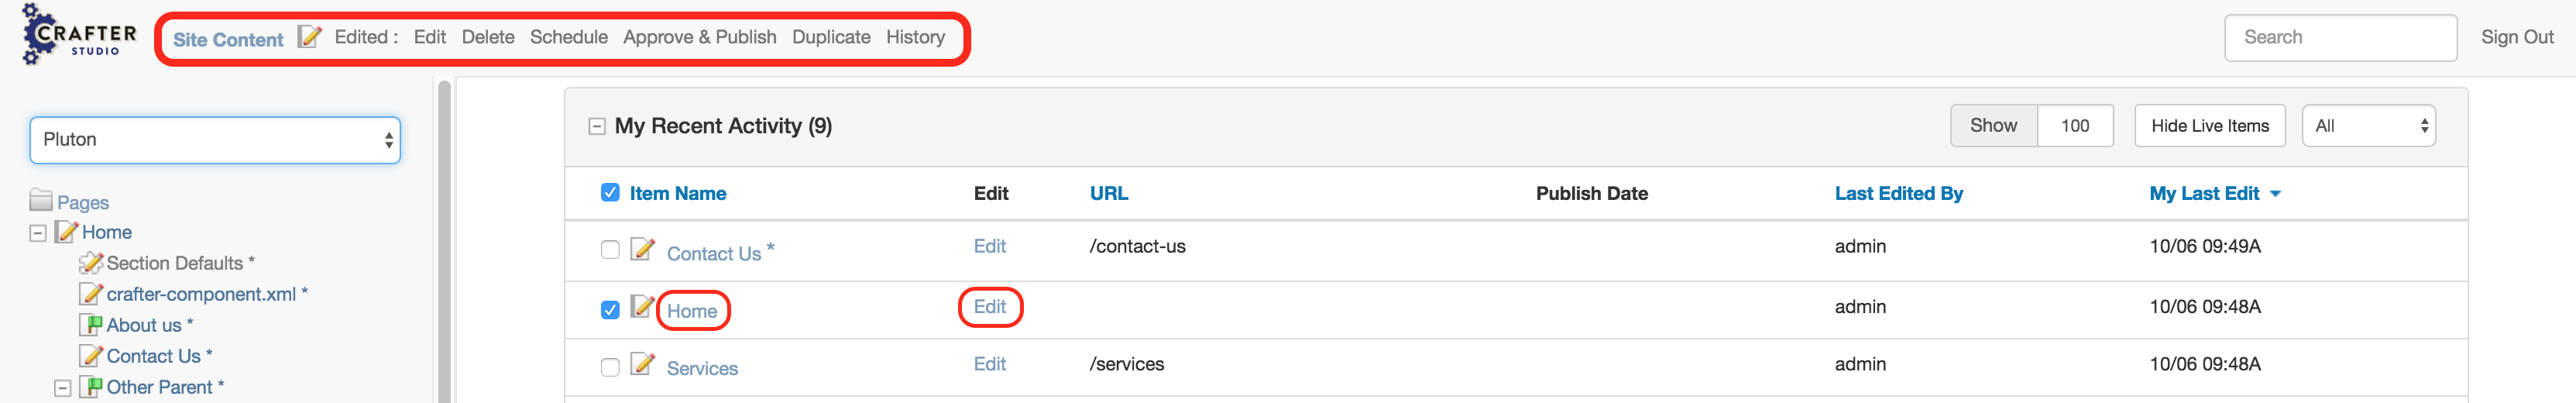 CRAFTER
STUDIO
Site Content Edited : Edit Delete Schedule Approve & Publish Duplicate History
Search
Sign Out
Pluton
Pages
Home
Section Defaults *
crafter-component.xml *
About us *
Contact Us *
Other Parent *
My Recent Activity (9)
Show 100 Hide Live Items All
Item Name Edit URL Publish Date Last Edited By My Last Edit
Contact Us * Edit /contact-us admin 10/06 09:49A
Home Edit admin 10/06 09:48A
Services Edit /services admin 10/06 09:48A